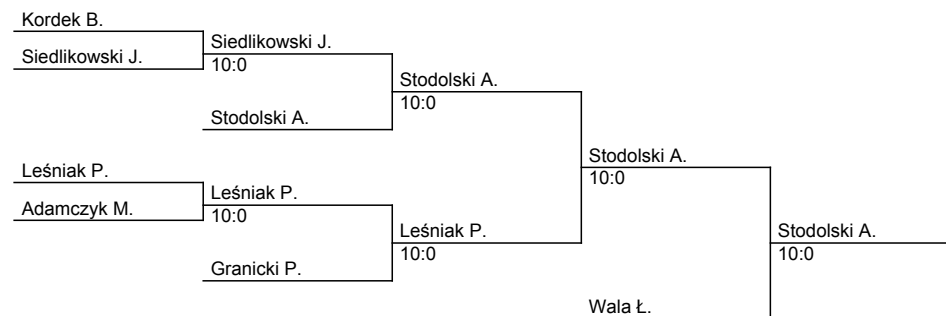 Kordek B.
Siedlikowski J.
Siedlikowski J.
10:0
Stodolski A.
10:0
Stodolski A.
Stodolski A.
10:0
Leśniak P.
Leśniak P.
Adamczyk M.
10:0
Stodolski A.
10:0
Leśniak P.
10:0
Granicki P.
Wala Ł.